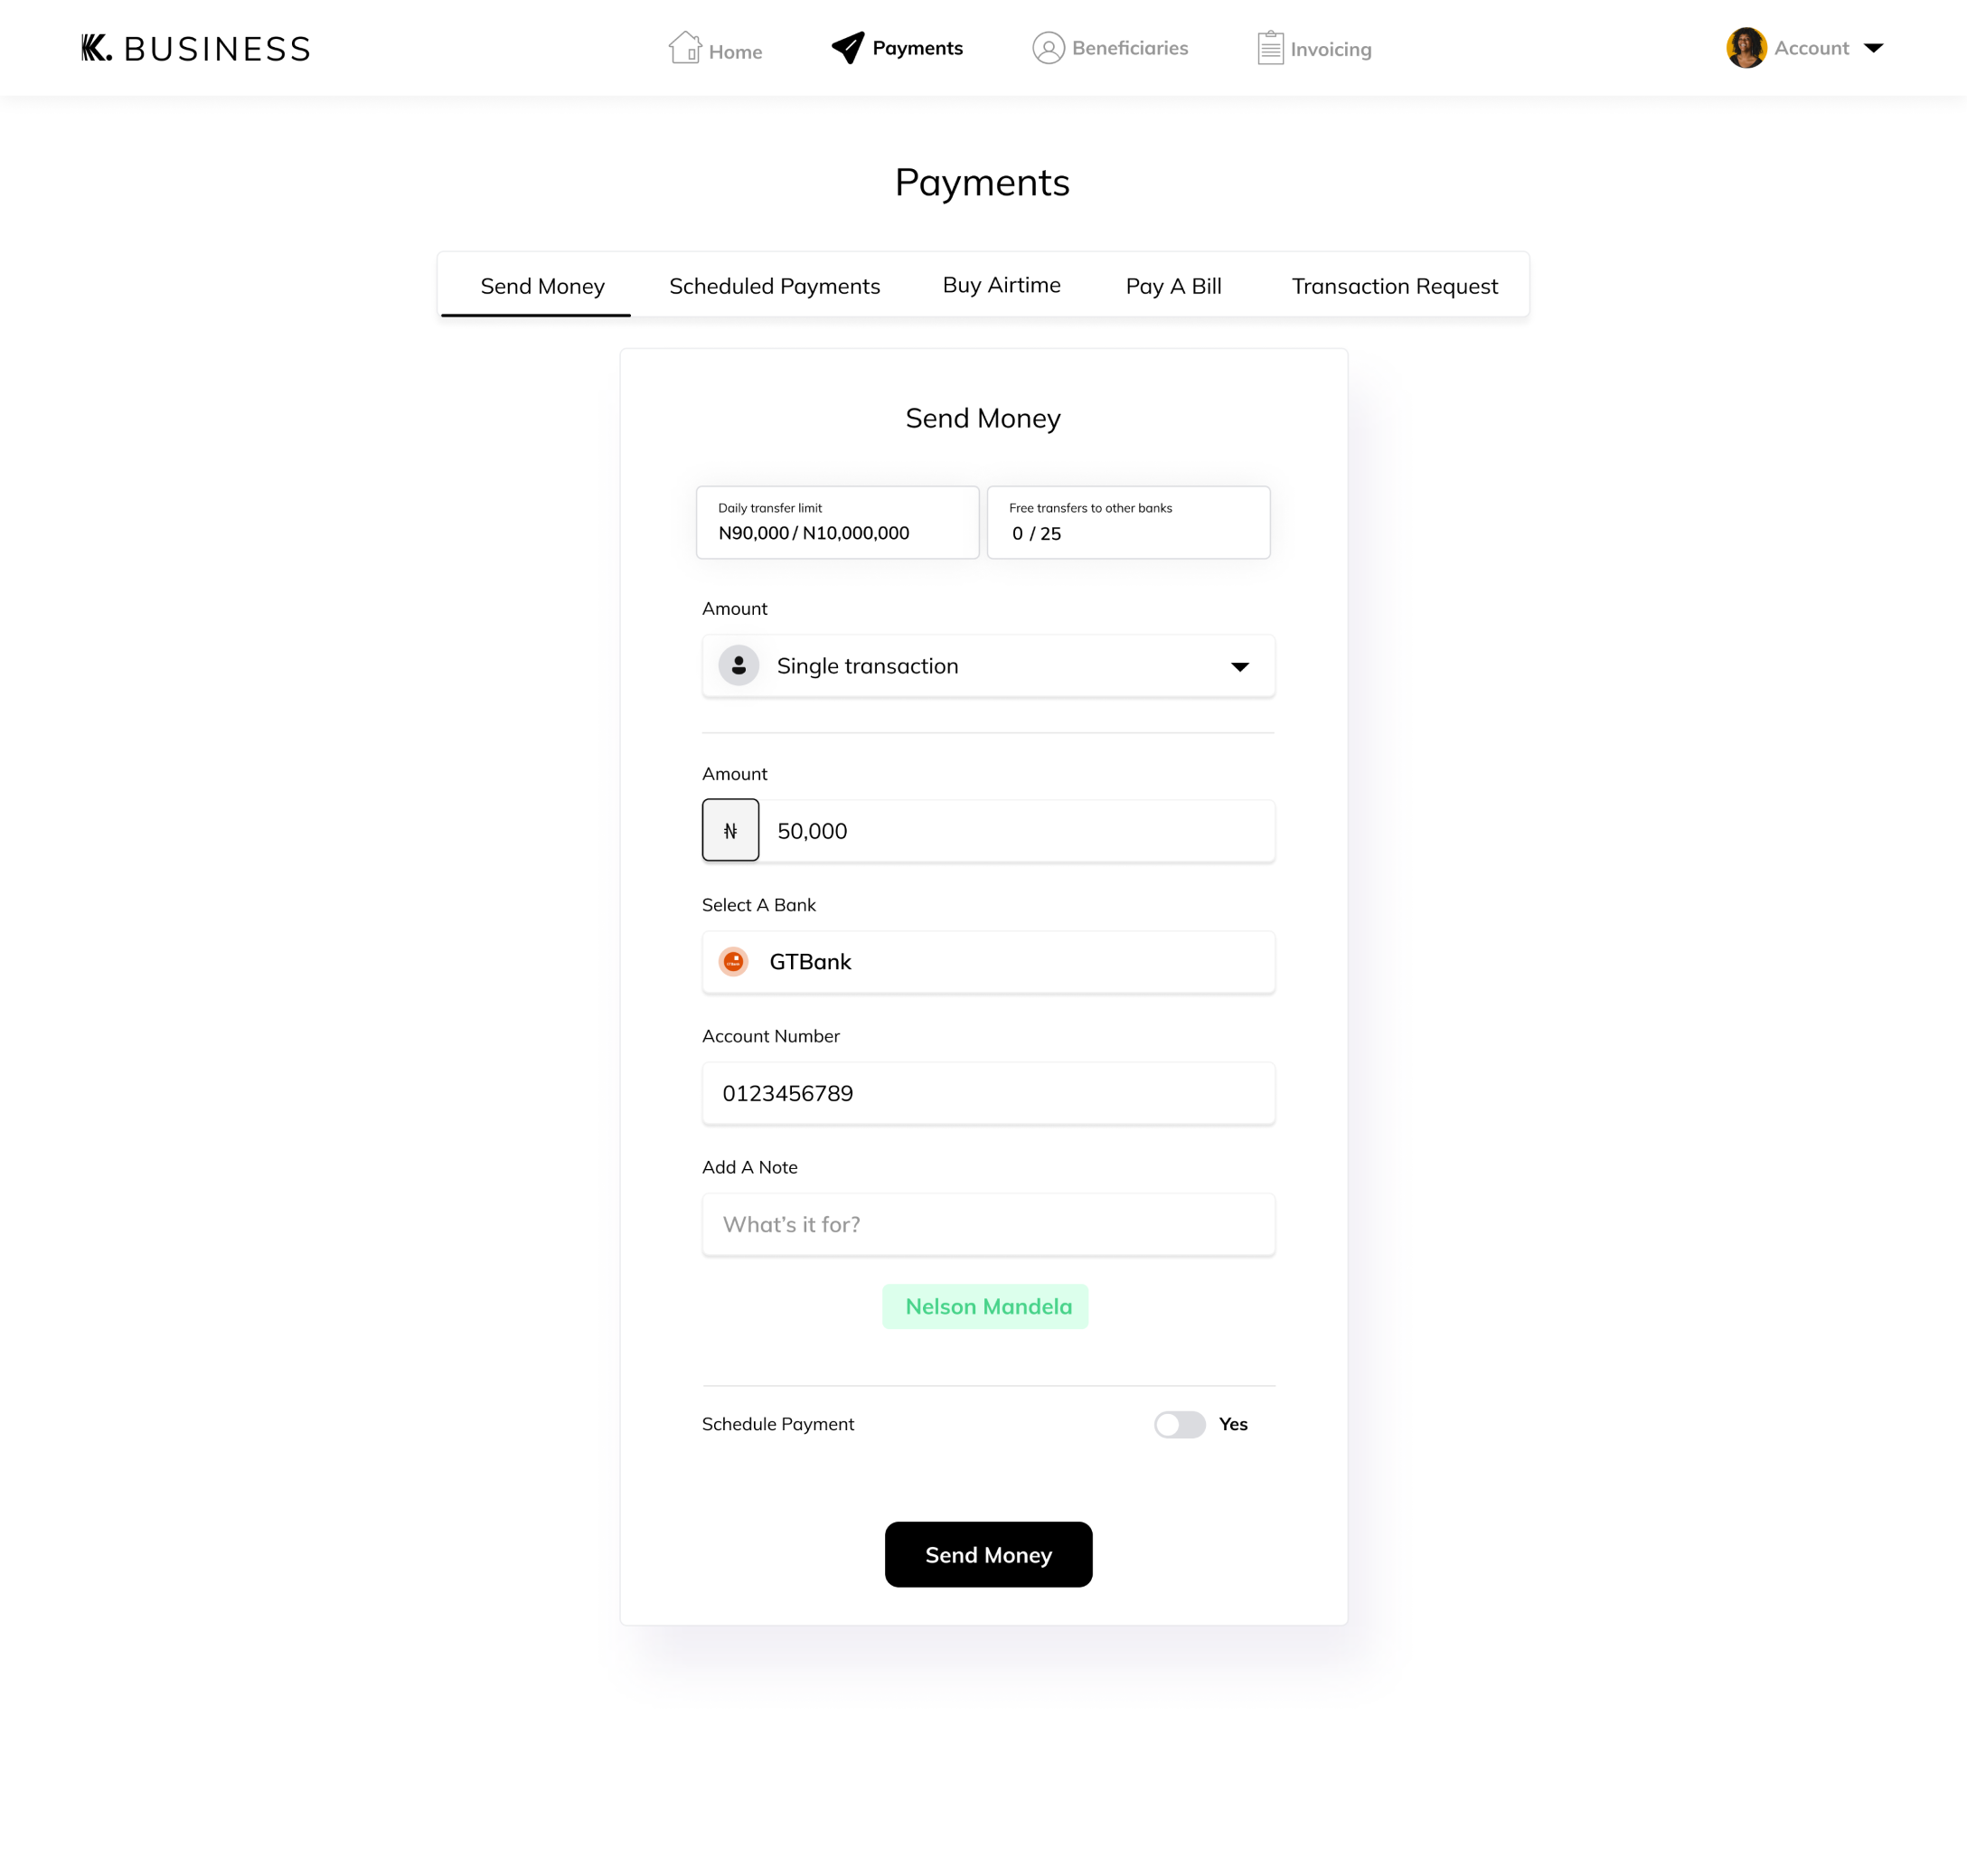 K. BUSINESS
Home Payments Beneficiaries Invoicing Account
Payments
Send Money Scheduled Payments Buy Airtime Pay A Bill Transaction Request
Send Money
Daily transfer limit
N90,000 / N10,000,000
Free transfers to other banks
0 / 25
Amount
Single transaction
Amount
₦ 50,000
Select A Bank
GTBank
Account Number
0123456789
Add A Note
What's it for?
Nelson Mandela
Schedule Payment Yes
Send Money